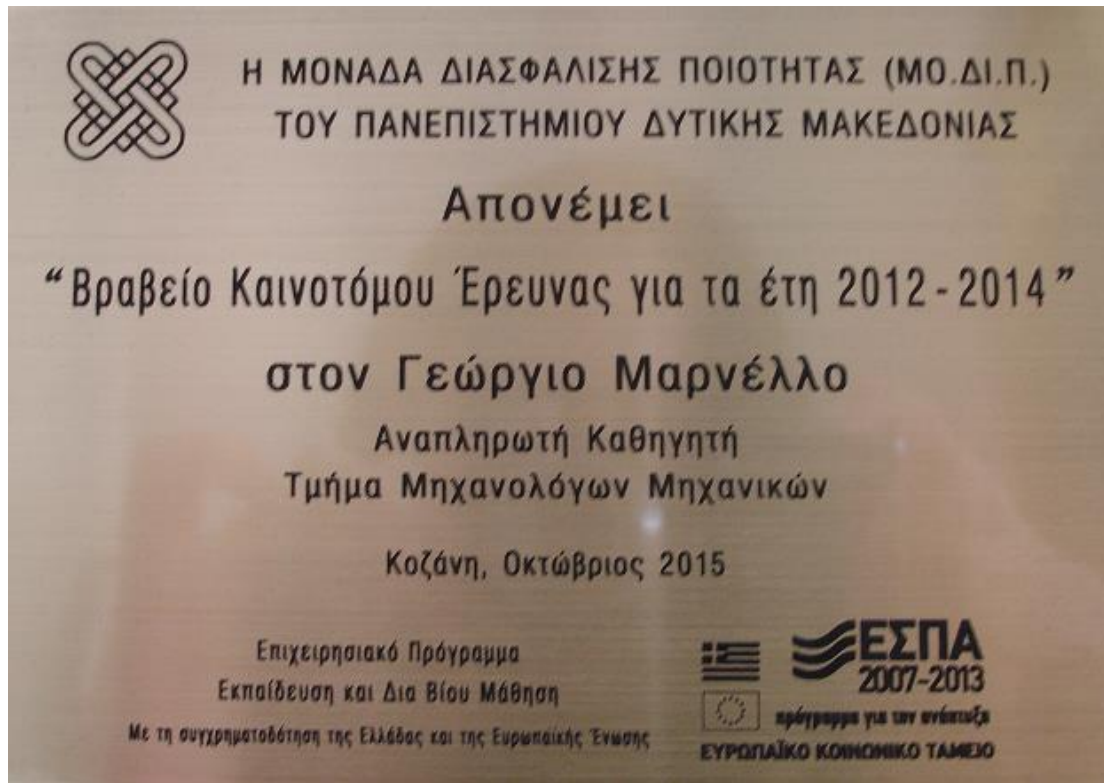 Η ΜΟΝΑΔΑ ΔΙΑΣΦΑΛΙΣΗΣ ΠΟΙΟΤΗΤΑΣ (ΜΟ.ΔΙ.Π.)
ΤΟΥ ΠΑΝΕΠΙΣΤΗΜΙΟΥ ΔΥΤΙΚΗΣ ΜΑΚΕΔΟΝΙΑΣ
Απονέμει
“Βραβείο Καινοτόμου Έρευνας για τα έτη 2012 - 2014”
στον Γεώργιο Μαρνέλλο
Αναπληρωτή Καθηγητή
Τμήμα Μηχανολόγων Μηχανικών
Κοζάνη, Οκτώβριος 2015
Επιχειρησιακό Πρόγραμμα
Εκπαίδευση και Δια Βίου Μάθηση
Με τη συγχρηματοδότηση της Ελλάδας και της Ευρωπαϊκής Ένωσης
ΕΣΠΑ
2007-2013
πρόγραμμα για την ανάπτυξη
ΕΥΡΩΠΑΪΚΟ ΚΟΙΝΩΝΙΚΟ ΤΑΜΕΙΟ